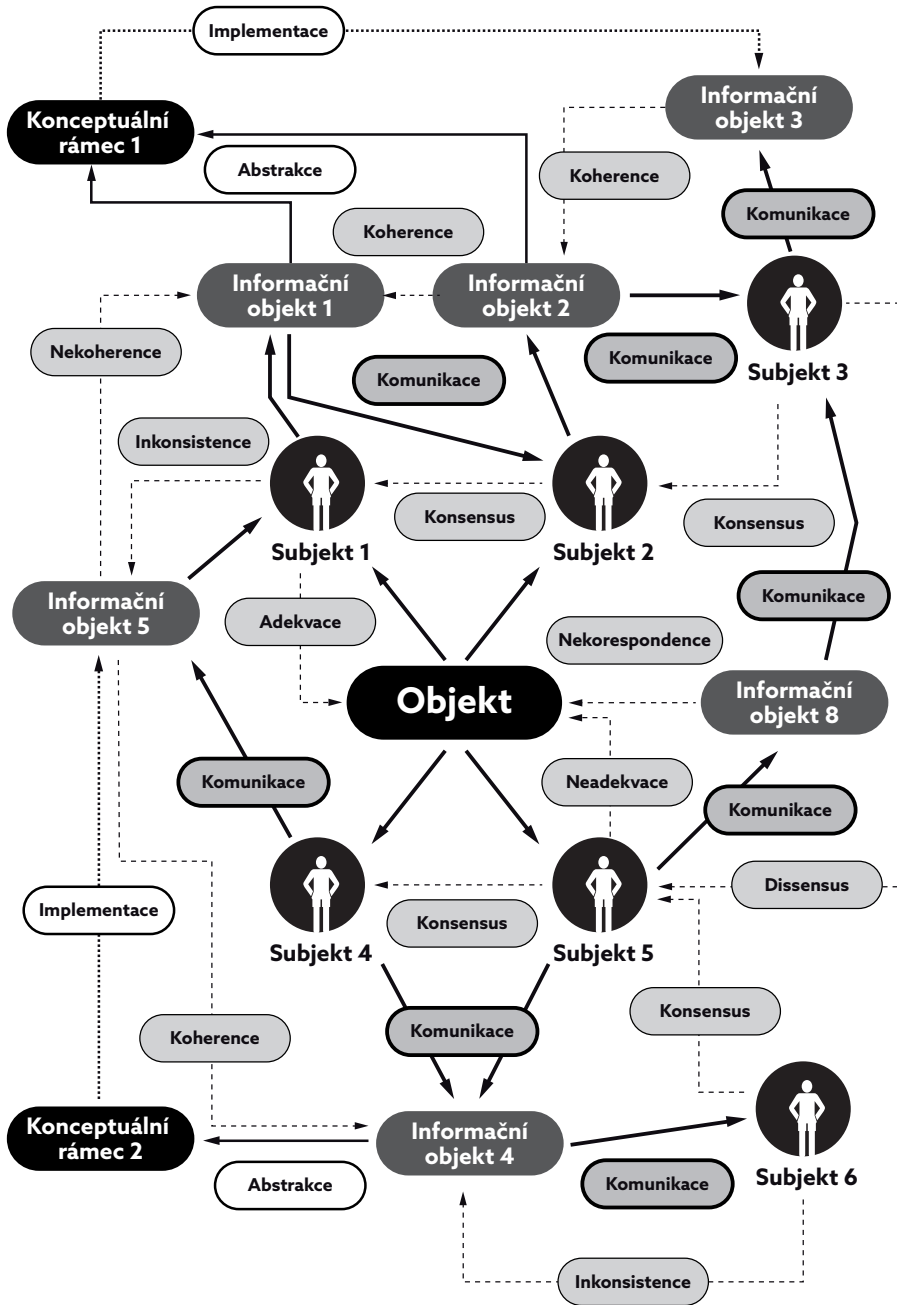 Implementace
Informační
objekt 3
Konceptuální
rámec 1
Abstrakce
Koherence
Komunikace
Koherence
Informační
objekt 1
Informační
objekt 2
Nekoherence
Komunikace
Komunikace
Subjekt 3
Inkonsistence
Konsensus
Konsensus
Subjekt 1
Subjekt 2
Informační
objekt 5
Adekvace
Komunikace
Nekorespondence
Objekt
Informační
objekt 8
Komunikace
Neadekvace
Komunikace
Implementace
Konsensus
Dissensus
Subjekt 4
Subjekt 5
Koherence
Komunikace
Konsensus
Konceptuální
rámec 2
Informační
objekt 4
Abstrakce
Komunikace
Subjekt 6
Inkonsistence